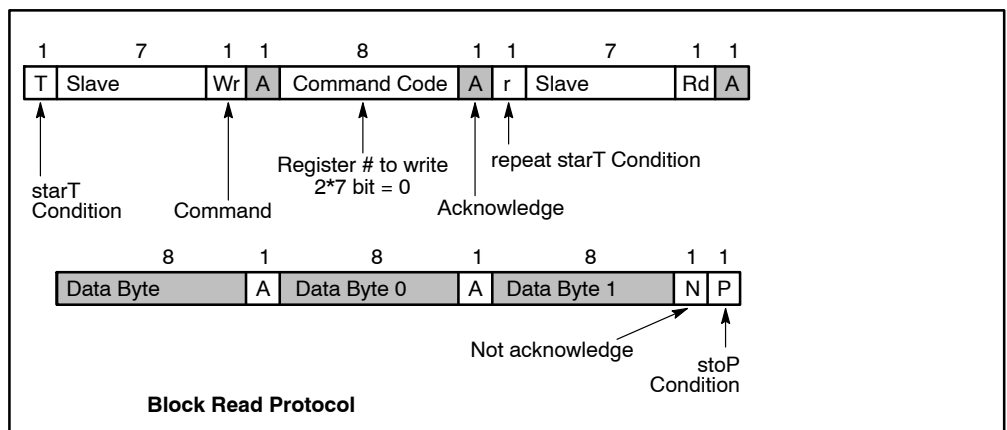 1 7 1 1 8 1 1 7 1 1
T Slave Wr A Command Code A r Slave Rd A
Register # to write
2*7 bit = 0
repeat starT Condition
starT
Condition
Command
Acknowledge
8 1 8 1 8 1 1
Data Byte A Data Byte 0 A Data Byte 1 N P
Not acknowledge
stoP
Condition
Block Read Protocol